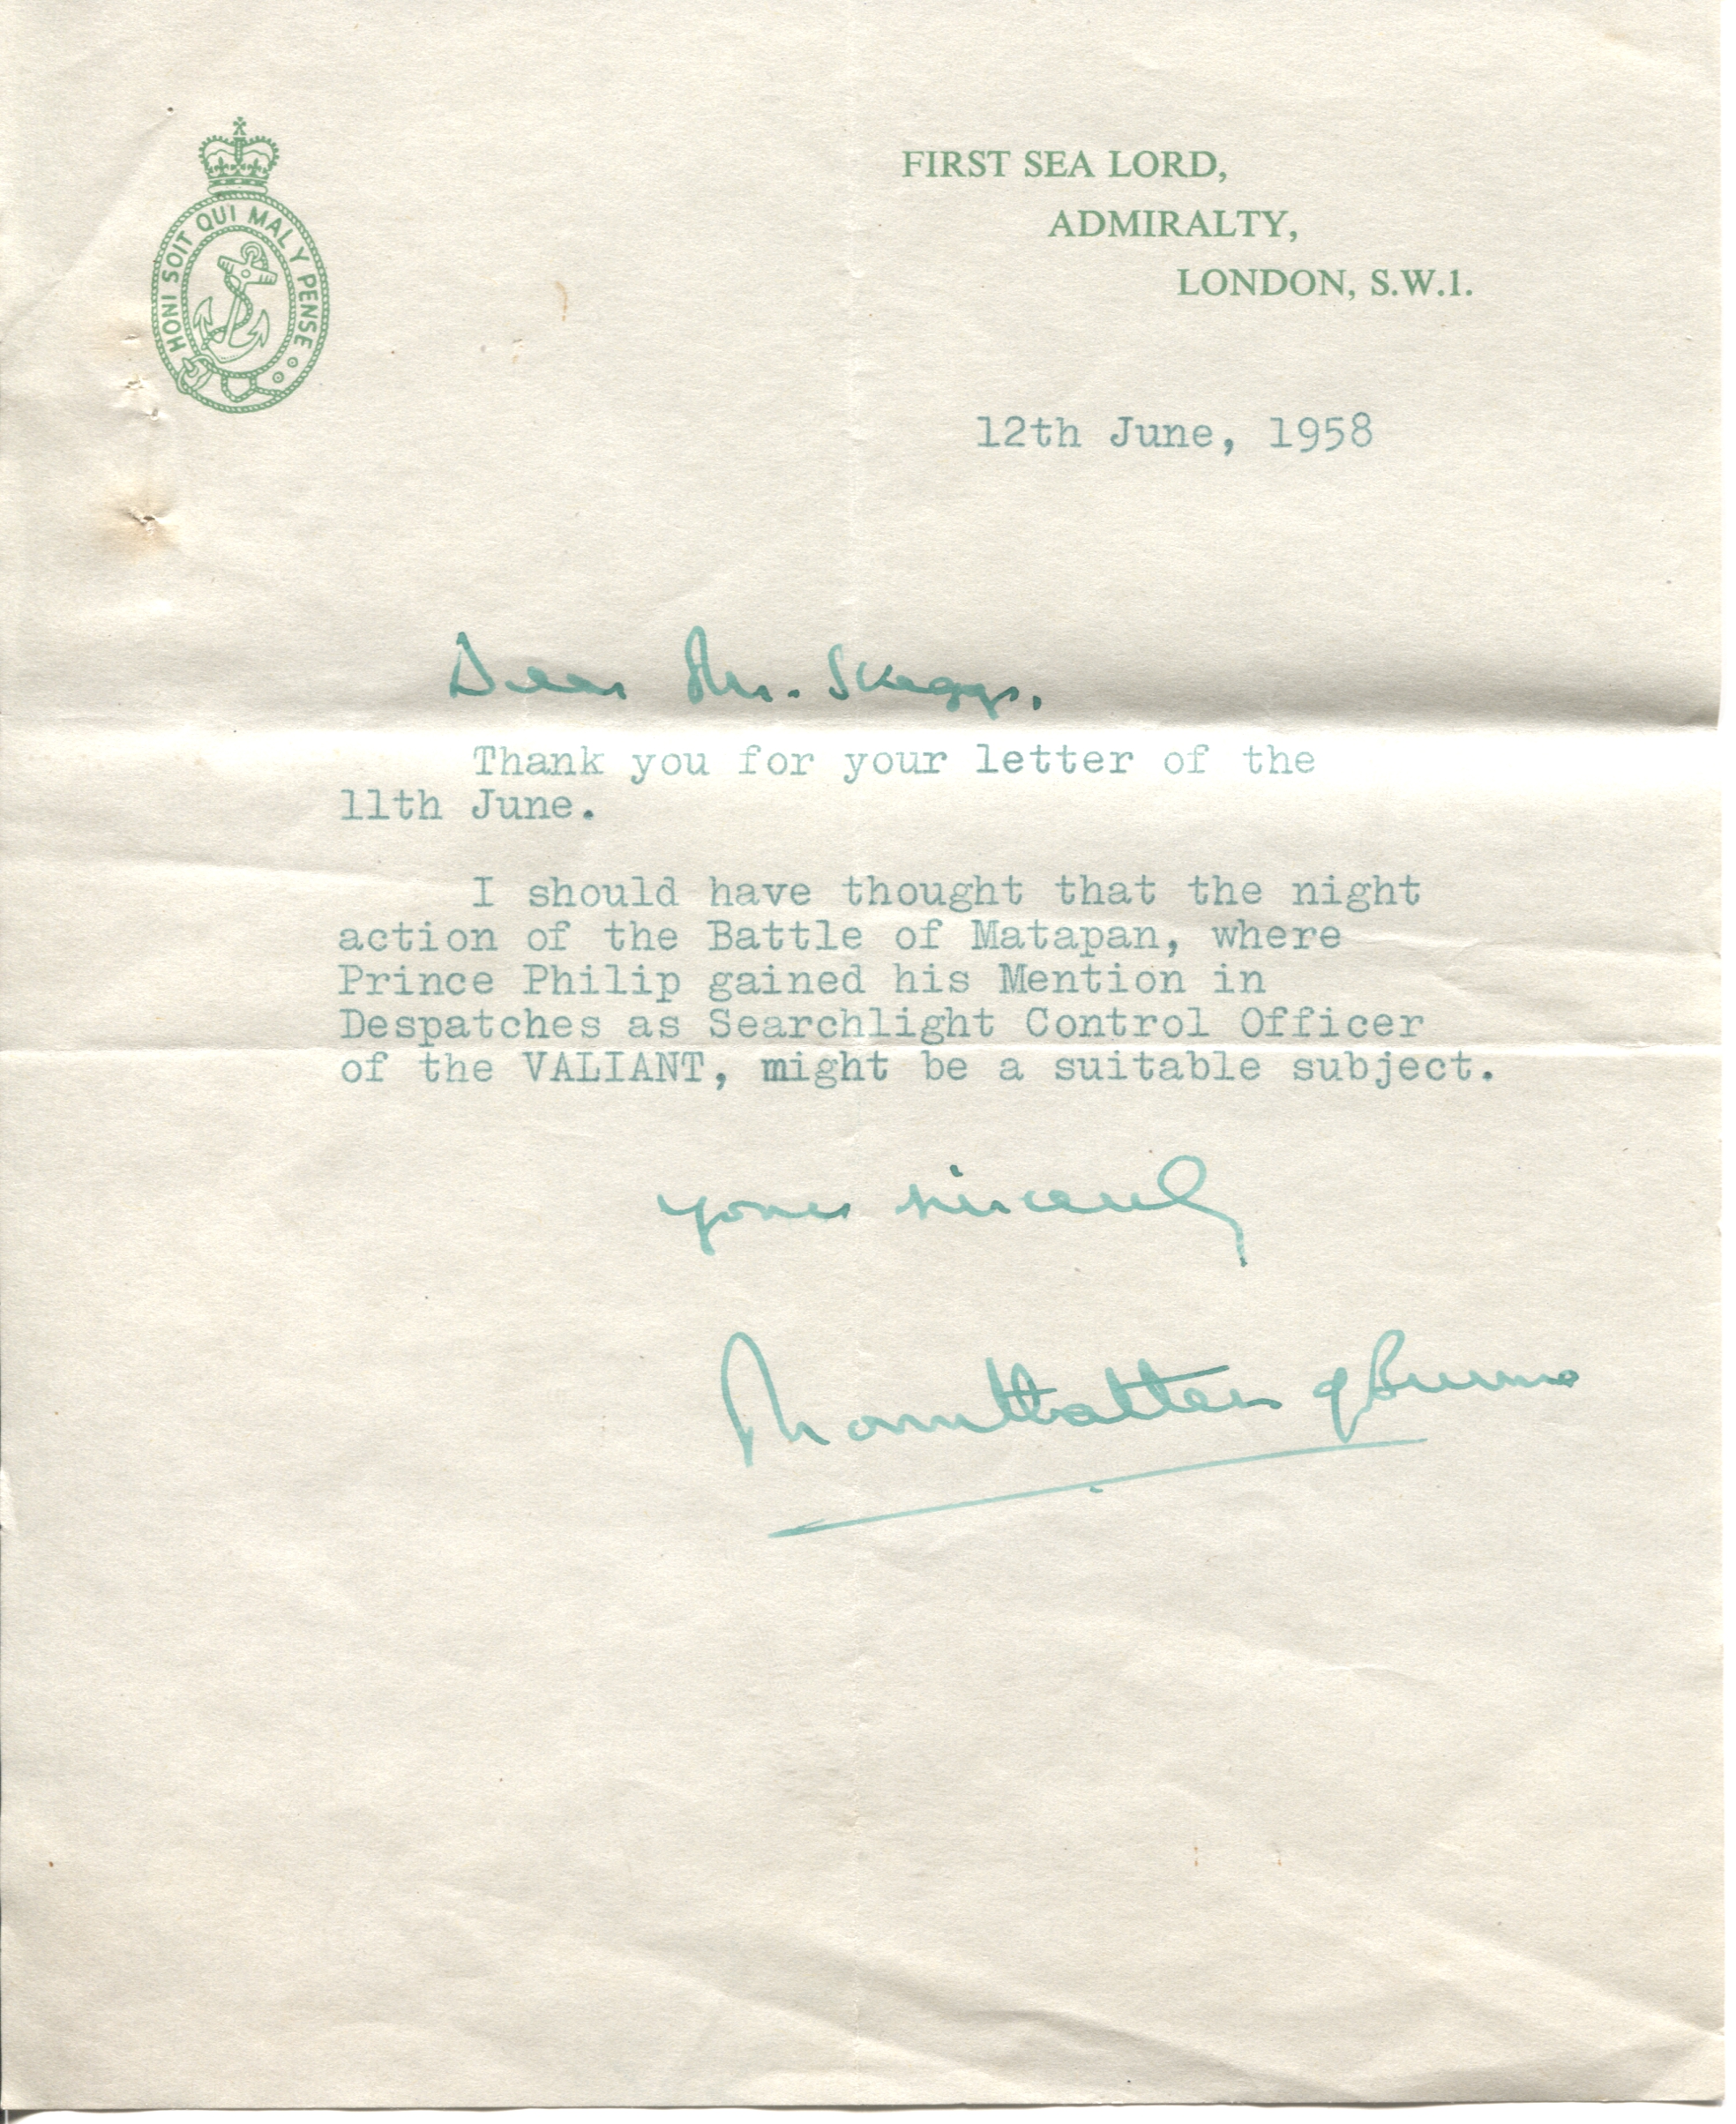 HONI SOIT QUI MAL Y PENSE
FIRST SEA LORD,
ADMIRALTY,
LONDON, S.W.1.
12th June, 1958
Dear Mr. Skeggs.
Thank you for your letter of the
11th June.
I should have thought that the night
action of the Battle of Matapan, where
Prince Philip gained his Mention in
Despatches as Searchlight Control Officer
of the VALIANT, might be a suitable subject.
Yours sincerely
Mountbatten of Burma